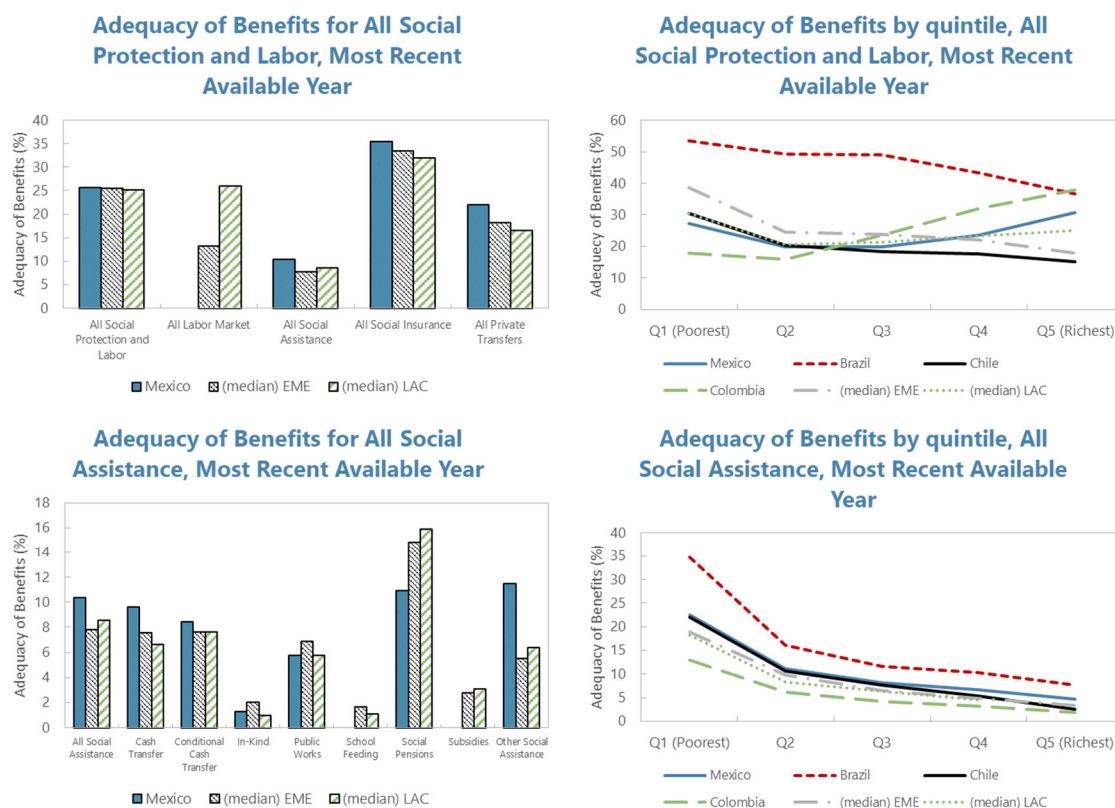 Adequacy of Benefits for All Social
Protection and Labor, Most Recent
Available Year
Adequacy of Benefits (%)
40
35
30
25
20
15
10
5
0
All Social
Protection and
Labor
All Labor Market
All Social
Assistance
All Social Insurance
All Private
Transfers
Mexico
(median) EME
(median) LAC
Adequacy of Benefits by quintile, All
Social Protection and Labor, Most Recent
Available Year
Adequacy of Benefits (%)
60
50
40
30
20
10
0
Q1 (Poorest)
Q2
Q3
Q4
Q5 (Richest)
Mexico
Brazil
Chile
Colombia
(median) EME
(median) LAC
Adequacy of Benefits for All Social
Assistance, Most Recent Available Year
Adequacy of Benefits (%)
18
16
14
12
10
8
6
4
2
0
All Social
Assistance
Cash
Transfer
Conditional
Cash
Transfer
In-Kind
Public
Works
School
Feeding
Social
Pensions
Subsidies
Other Social
Assistance
Mexico
(median) EME
(median) LAC
Adequacy of Benefits by quintile, All
Social Assistance, Most Recent Available
Year
Adequacy of Benefits (%)
40
35
30
25
20
15
10
5
0
Q1 (Poorest)
Q2
Q3
Q4
Q5 (Richest)
Mexico
Brazil
Chile
Colombia
(median) EME
(median) LAC